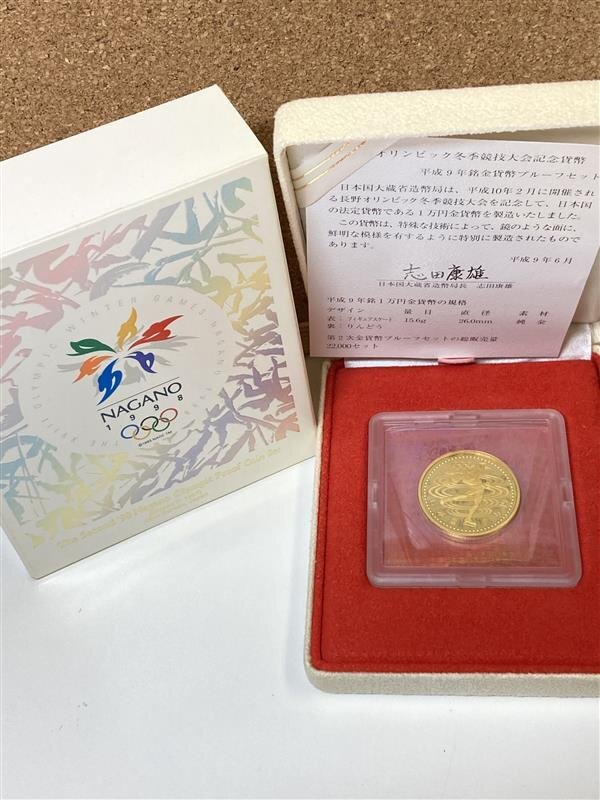 NAGANO
1998
The Second '98 Nagano Olympic Proof Coin Set
オリンピック冬季競技大会記念貨幣
平成9年銘金貨幣プルーフセット
日本国大蔵省造幣局は、平成10年2月に開催され
る長野オリンピック冬季競技大会を記念して、日本国
の法定貨幣である1万円金貨幣を製造いたしました。
この貨幣は、特殊な技術によって、鏡のような面に、
鮮明な模様を有するように特別に製造されたもので
あります。
平成9年6月
志田康雄
日本国大蔵省造幣局長 志田康雄
平成9年銘1万円金貨幣の規格
デザイン 量目 直径 素材
表：フィギュアスケート 15.6g 26.0mm 純金
裏：りんどう
第2次金貨幣プルーフセットの総販売量
22,000セット